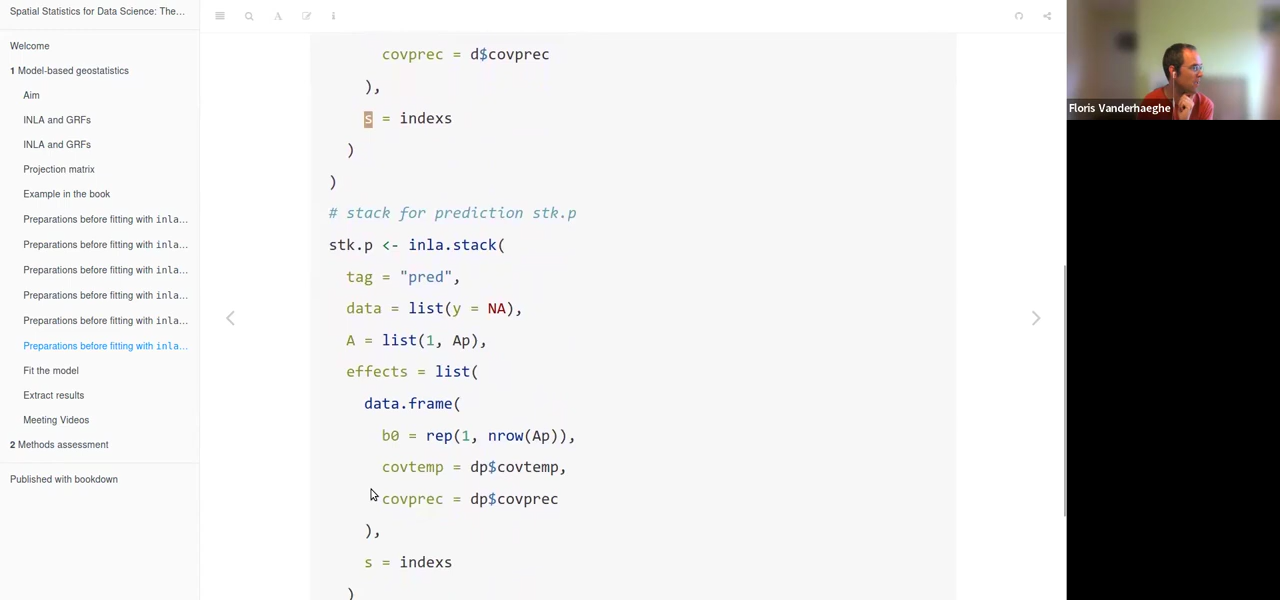 Spatial Statistics for Data Science: The...
Welcome
1 Model-based geostatistics
Aim
INLA and GRFs
INLA and GRFs
Projection matrix
Example in the book
Preparations before fitting with inla...
Preparations before fitting with inla...
Preparations before fitting with inla...
Preparations before fitting with inla...
Preparations before fitting with inla...
Preparations before fitting with inla...
Fit the model
Extract results
Meeting Videos
2 Methods assessment
Published with bookdown
A
i
covprec = d$covprec
),
s = indexs
)
)
# stack for prediction stk.p
stk.p <- inla.stack(
tag = "pred",
data = list(y = NA),
A = list(1, Ap),
effects = list(
data.frame(
b0 = rep(1, nrow(Ap)),
covtemp = dp$covtemp,
covprec = dp$covprec
),
s = indexs
)
Floris Vanderhaeghe